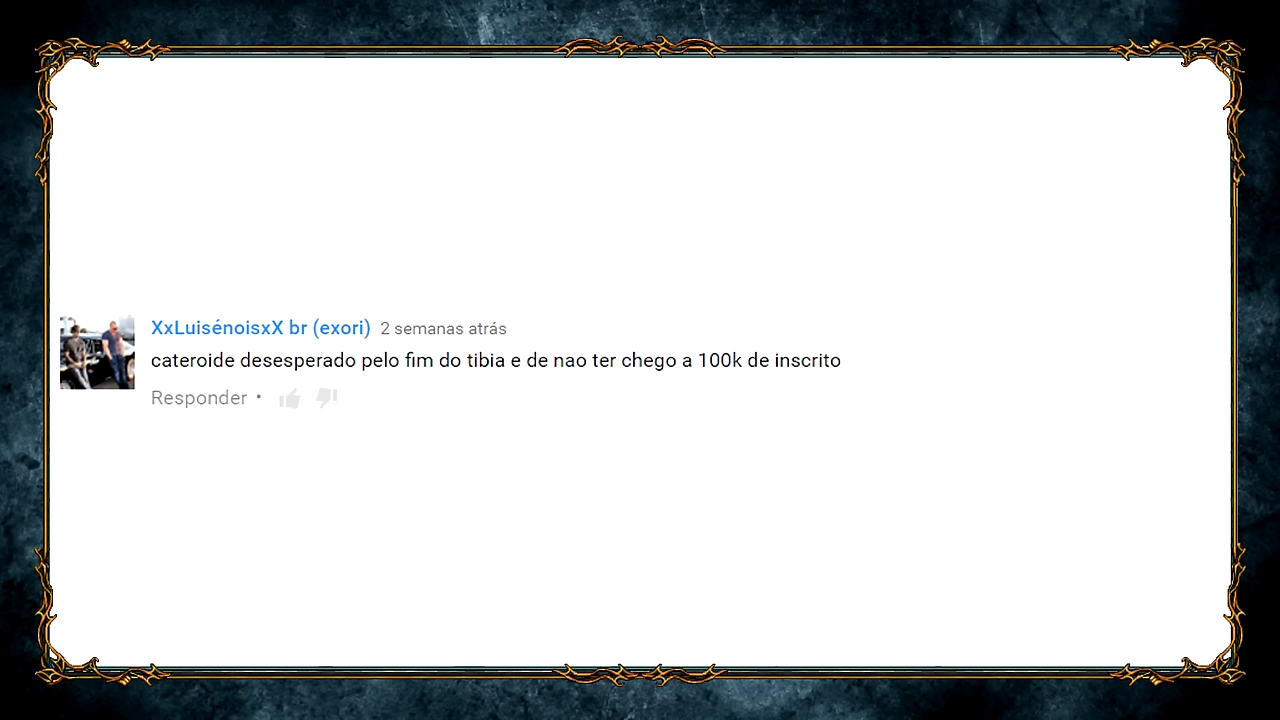 XxLuisénoisxX br (exori) 2 semanas atrás
cateroide desesperado pelo fim do tibia e de nao ter chego a 100k de inscrito
Responder •